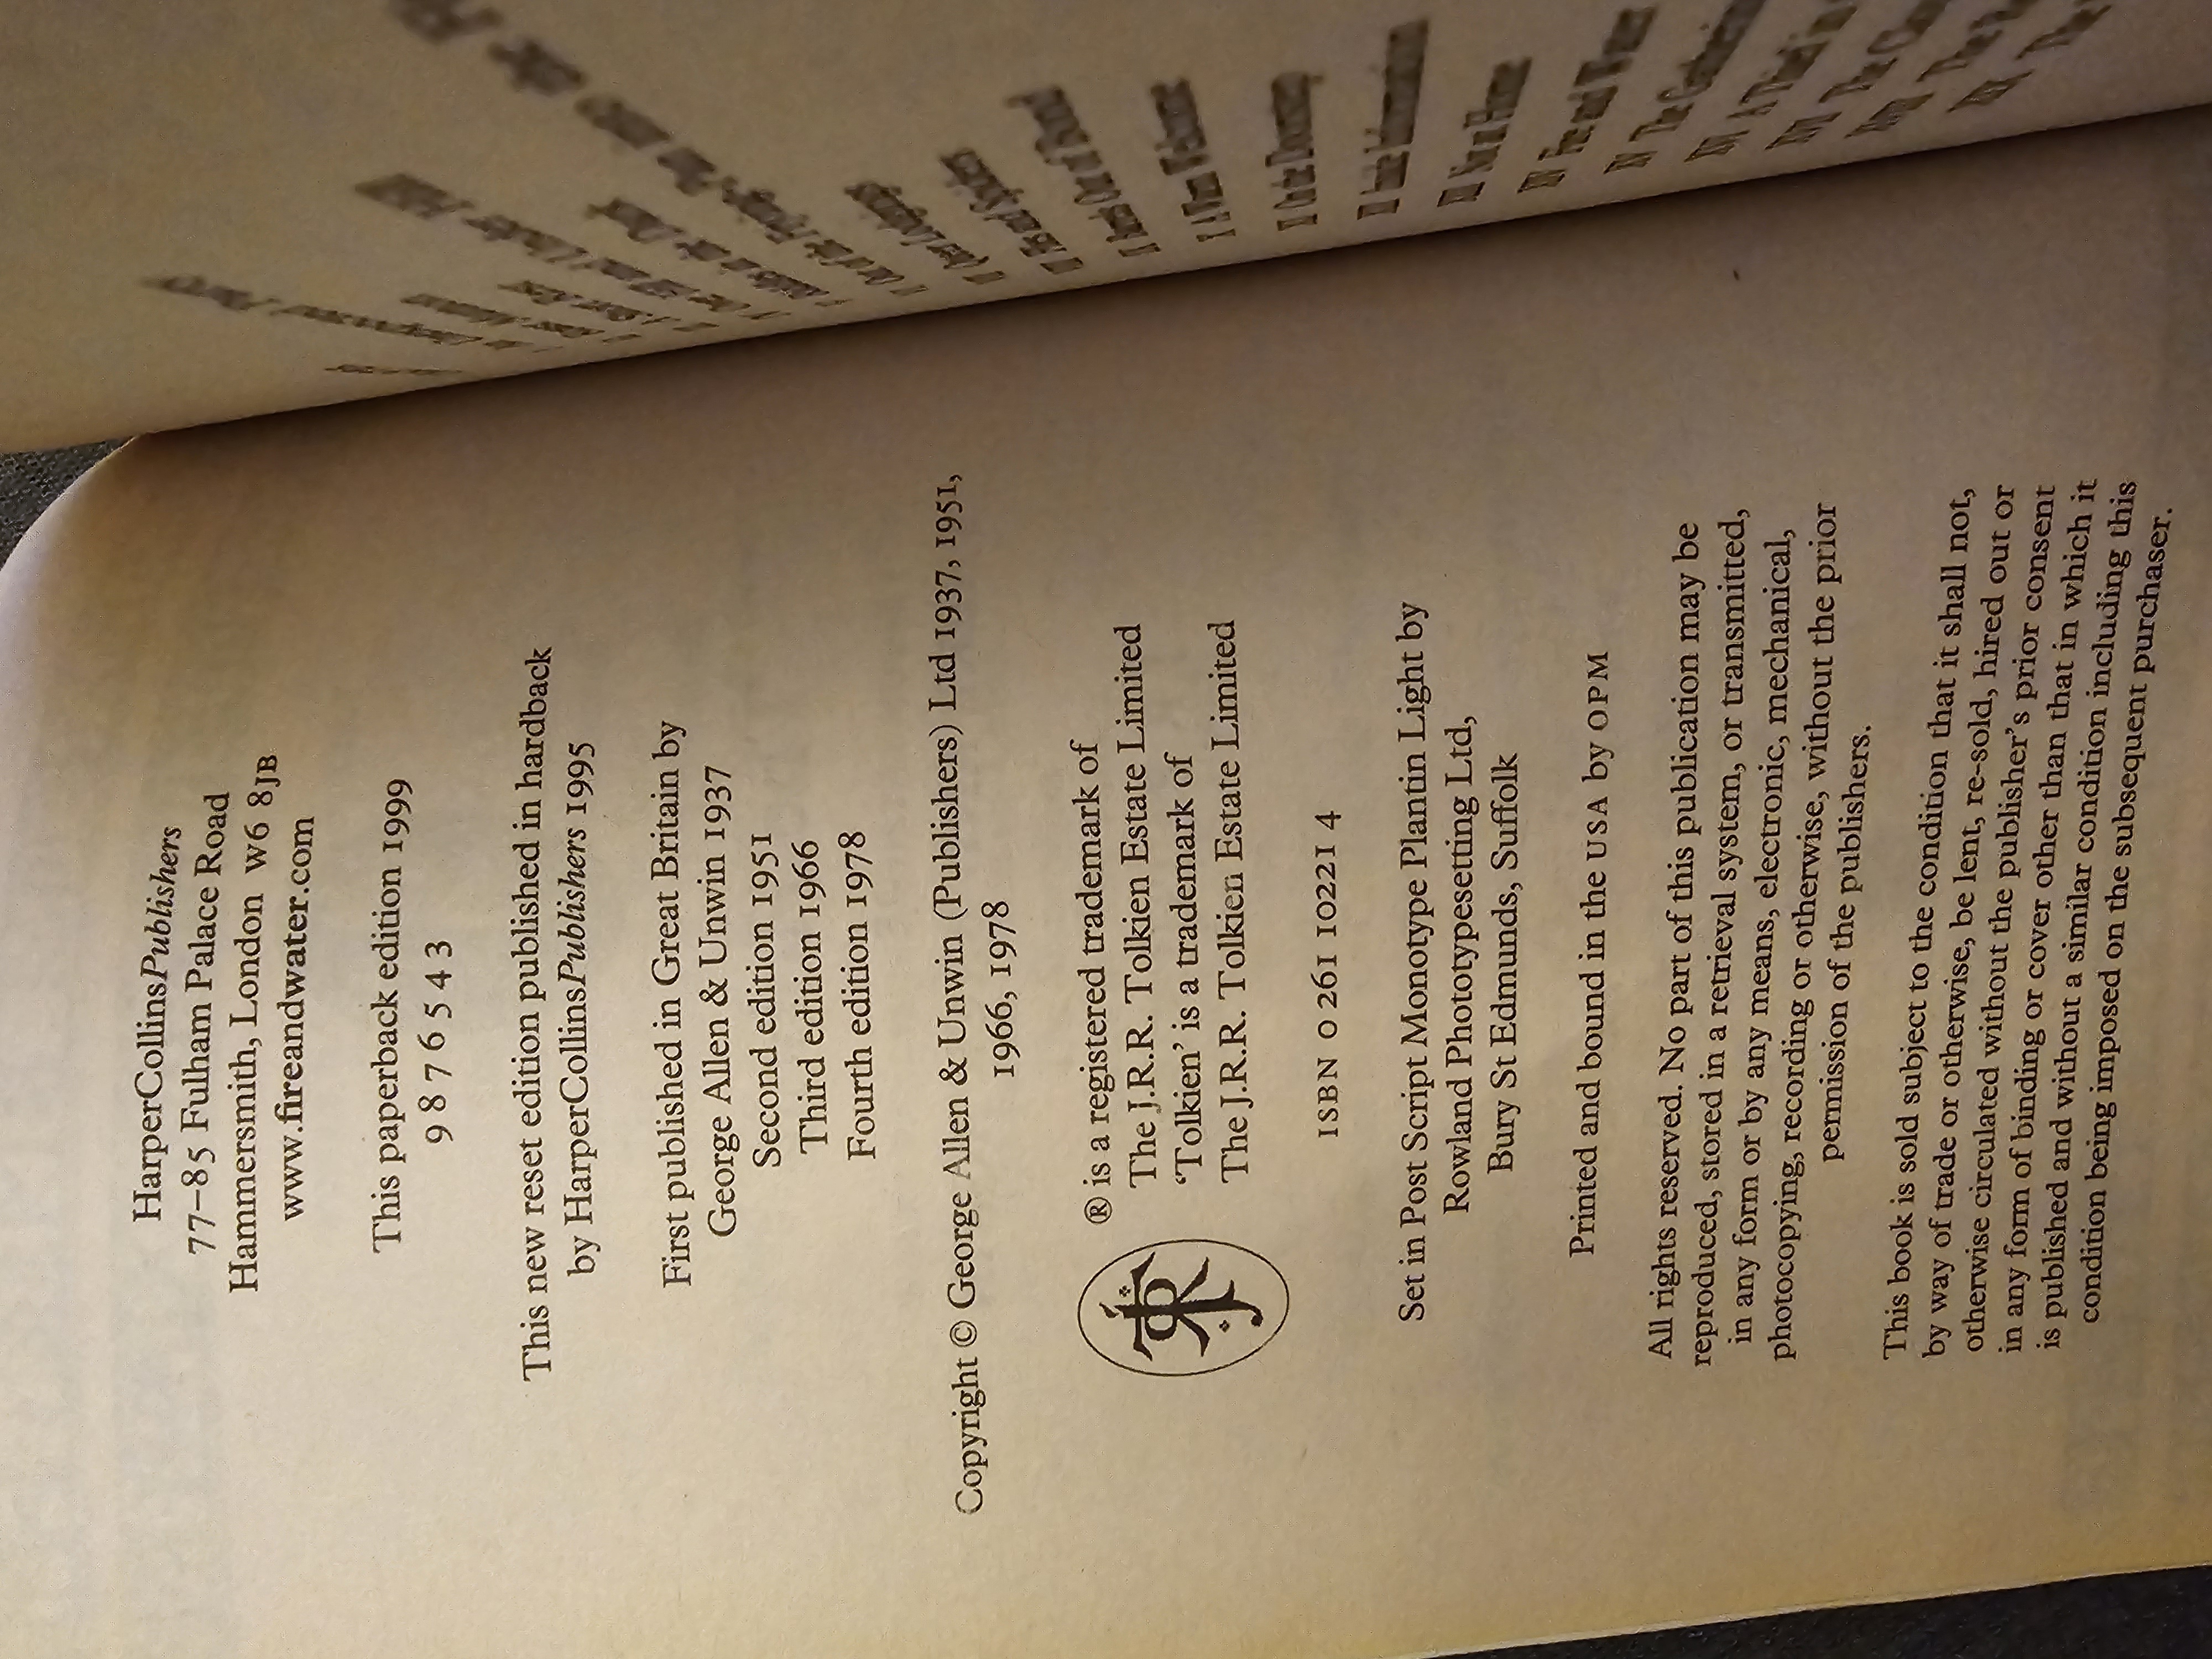 HarperCollinsPublishers
77–85 Fulham Palace Road
Hammersmith, London W6 8JB
www.fireandwater.com
This paperback edition 1999
9 8 7 6 5 4 3
This new reset edition published in hardback
by HarperCollinsPublishers 1995
First published in Great Britain by
George Allen & Unwin 1937
Second edition 1951
Third edition 1966
Fourth edition 1978
Copyright © George Allen & Unwin (Publishers) Ltd 1937, 1951,
1966, 1978
® is a registered trademark of
The J.R.R. Tolkien Estate Limited
‘Tolkien’ is a trademark of
The J.R.R. Tolkien Estate Limited
ISBN 0 261 10221 4
Set in Post Script Monotype Plantin Light by
Rowland Phototypesetting Ltd,
Bury St Edmunds, Suffolk
Printed and bound in the USA by OPM
All rights reserved. No part of this publication may be
reproduced, stored in a retrieval system, or transmitted,
in any form or by any means, electronic, mechanical,
photocopying, recording or otherwise, without the prior
permission of the publishers.
This book is sold subject to the condition that it shall not,
by way of trade or otherwise, be lent, re-sold, hired out or
otherwise circulated without the publisher’s prior consent
in any form of binding or cover other than that in which it
is published and without a similar condition including this
condition being imposed on the subsequent purchaser.